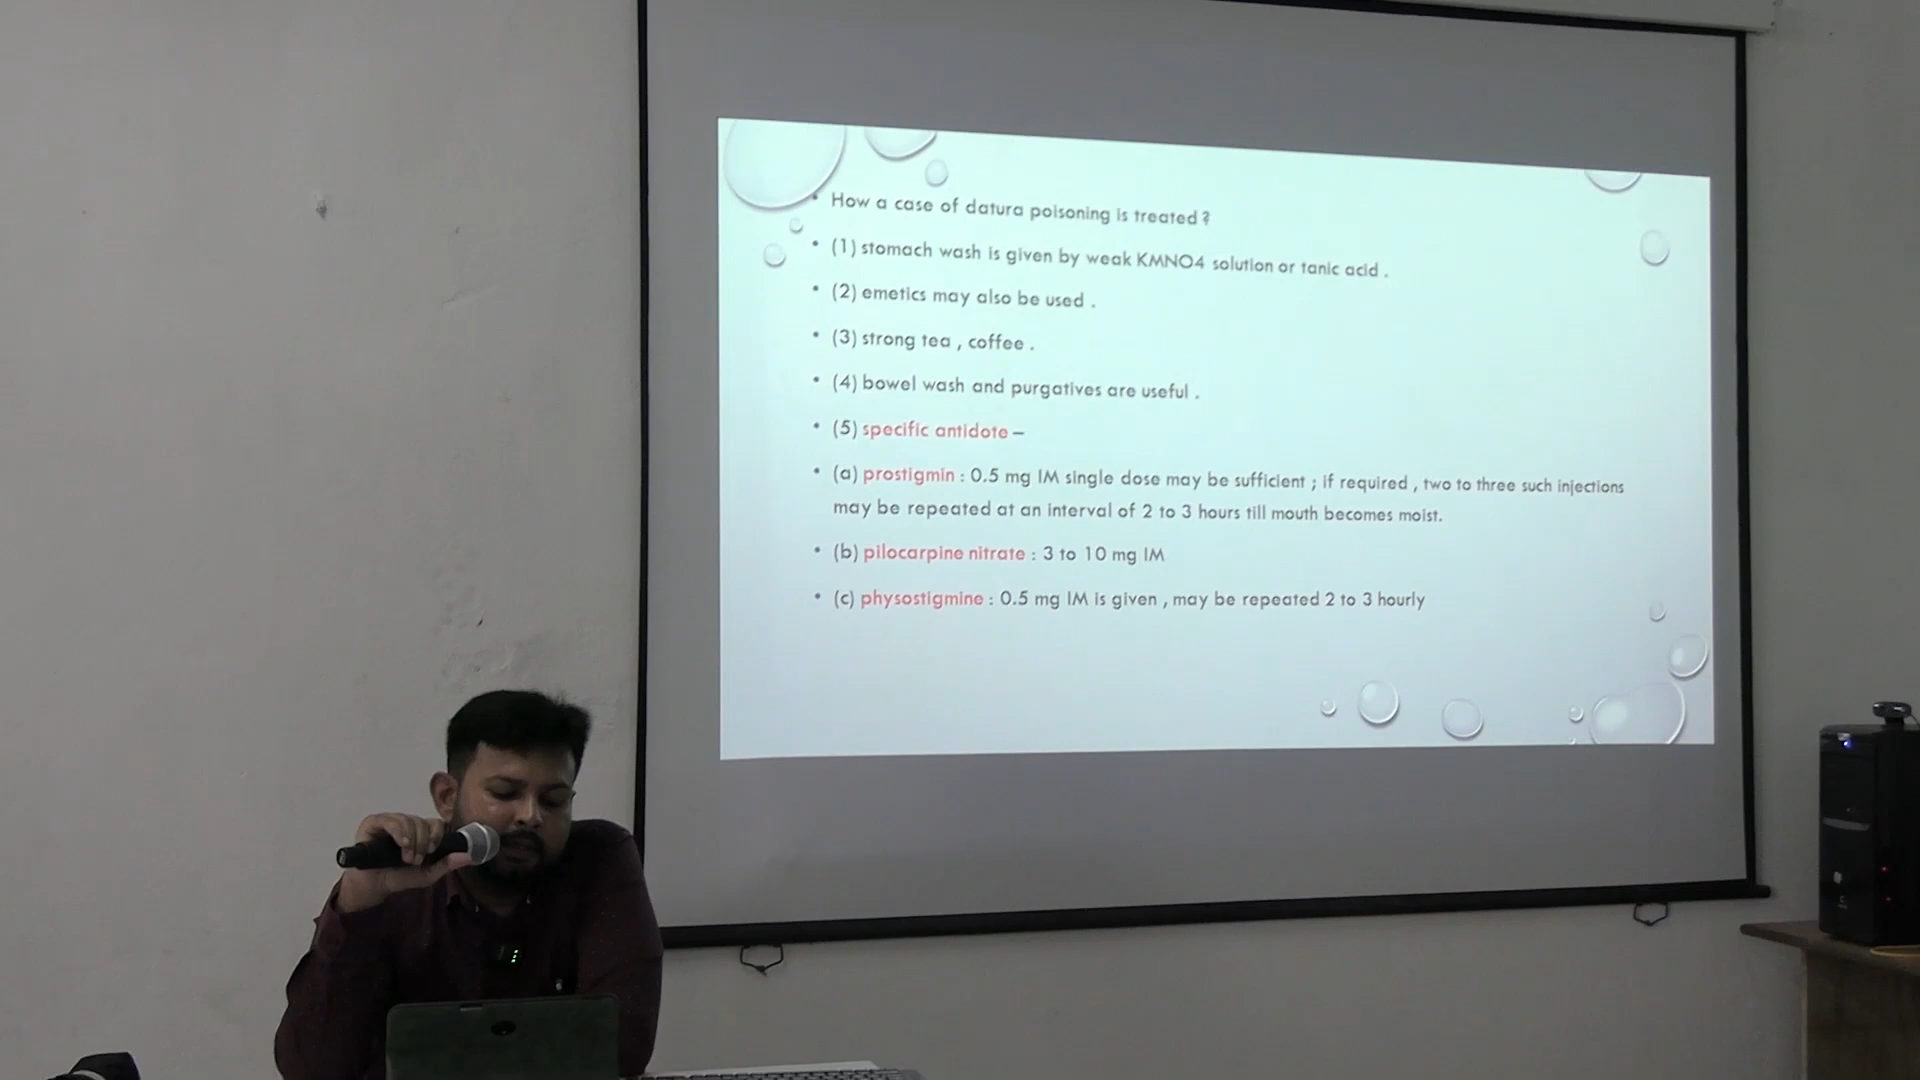 • How a case of datura poisoning is treated ?
• (1) stomach wash is given by weak KMNO4 solution or tanic acid .
• (2) emetics may also be used .
• (3) strong tea , coffee .
• (4) bowel wash and purgatives are useful .
• (5) specific antidote –
• (a) prostigmin : 0.5 mg IM single dose may be sufficient ; if required , two to three such injections
may be repeated at an interval of 2 to 3 hours till mouth becomes moist.
• (b) pilocarpine nitrate : 3 to 10 mg IM
• (c) physostigmine : 0.5 mg IM is given , may be repeated 2 to 3 hourly